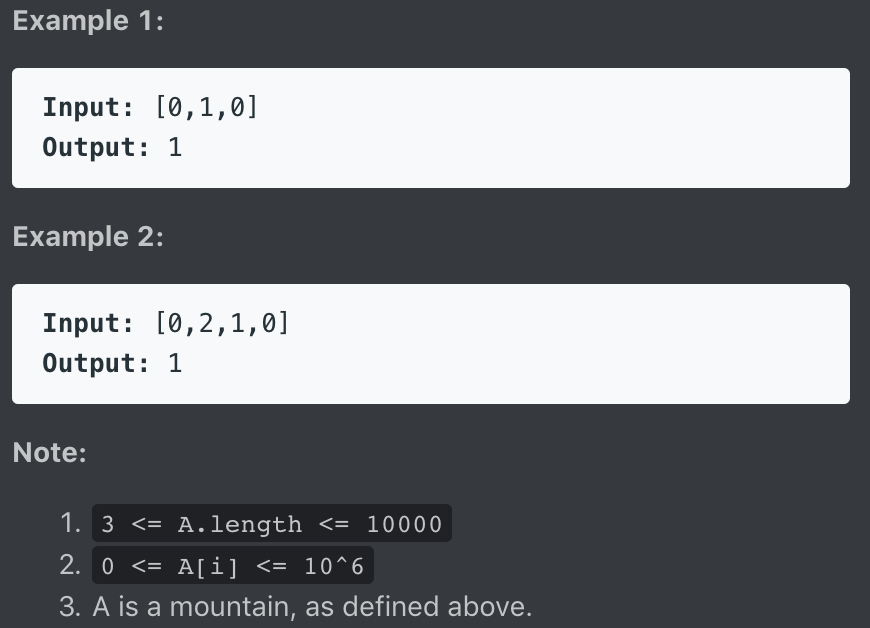 Example 1:
Input: [0,1,0]
Output: 1
Example 2:
Input: [0,2,1,0]
Output: 1
Note:
1. 3 <= A.length <= 10000
2. 0 <= A[i] <= 10^6
3. A is a mountain, as defined above.